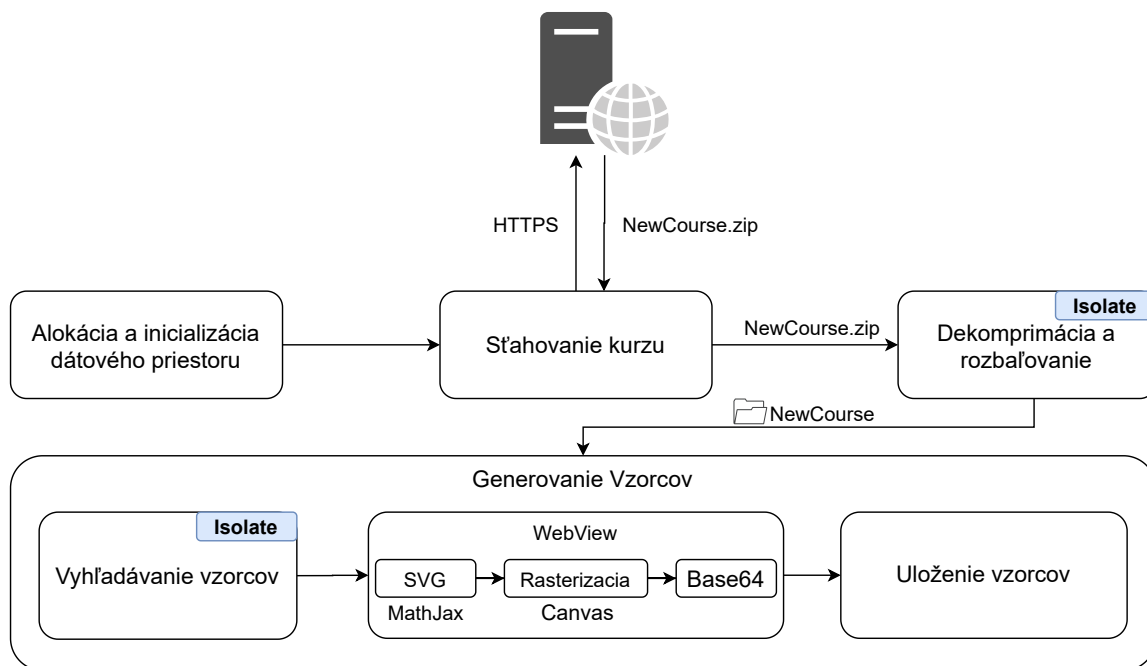 HTTPS
NewCourse.zip
Alokácia a inicializácia
dátového priestoru
Sťahovanie kurzu
NewCourse.zip
Isolate
Dekomprimácia a
rozbaľovanie
NewCourse
Generovanie Vzorcov
Isolate
Vyhľadávanie vzorcov
WebView
SVG
Rasterizacia
Base64
MathJax
Canvas
Uloženie vzorcov